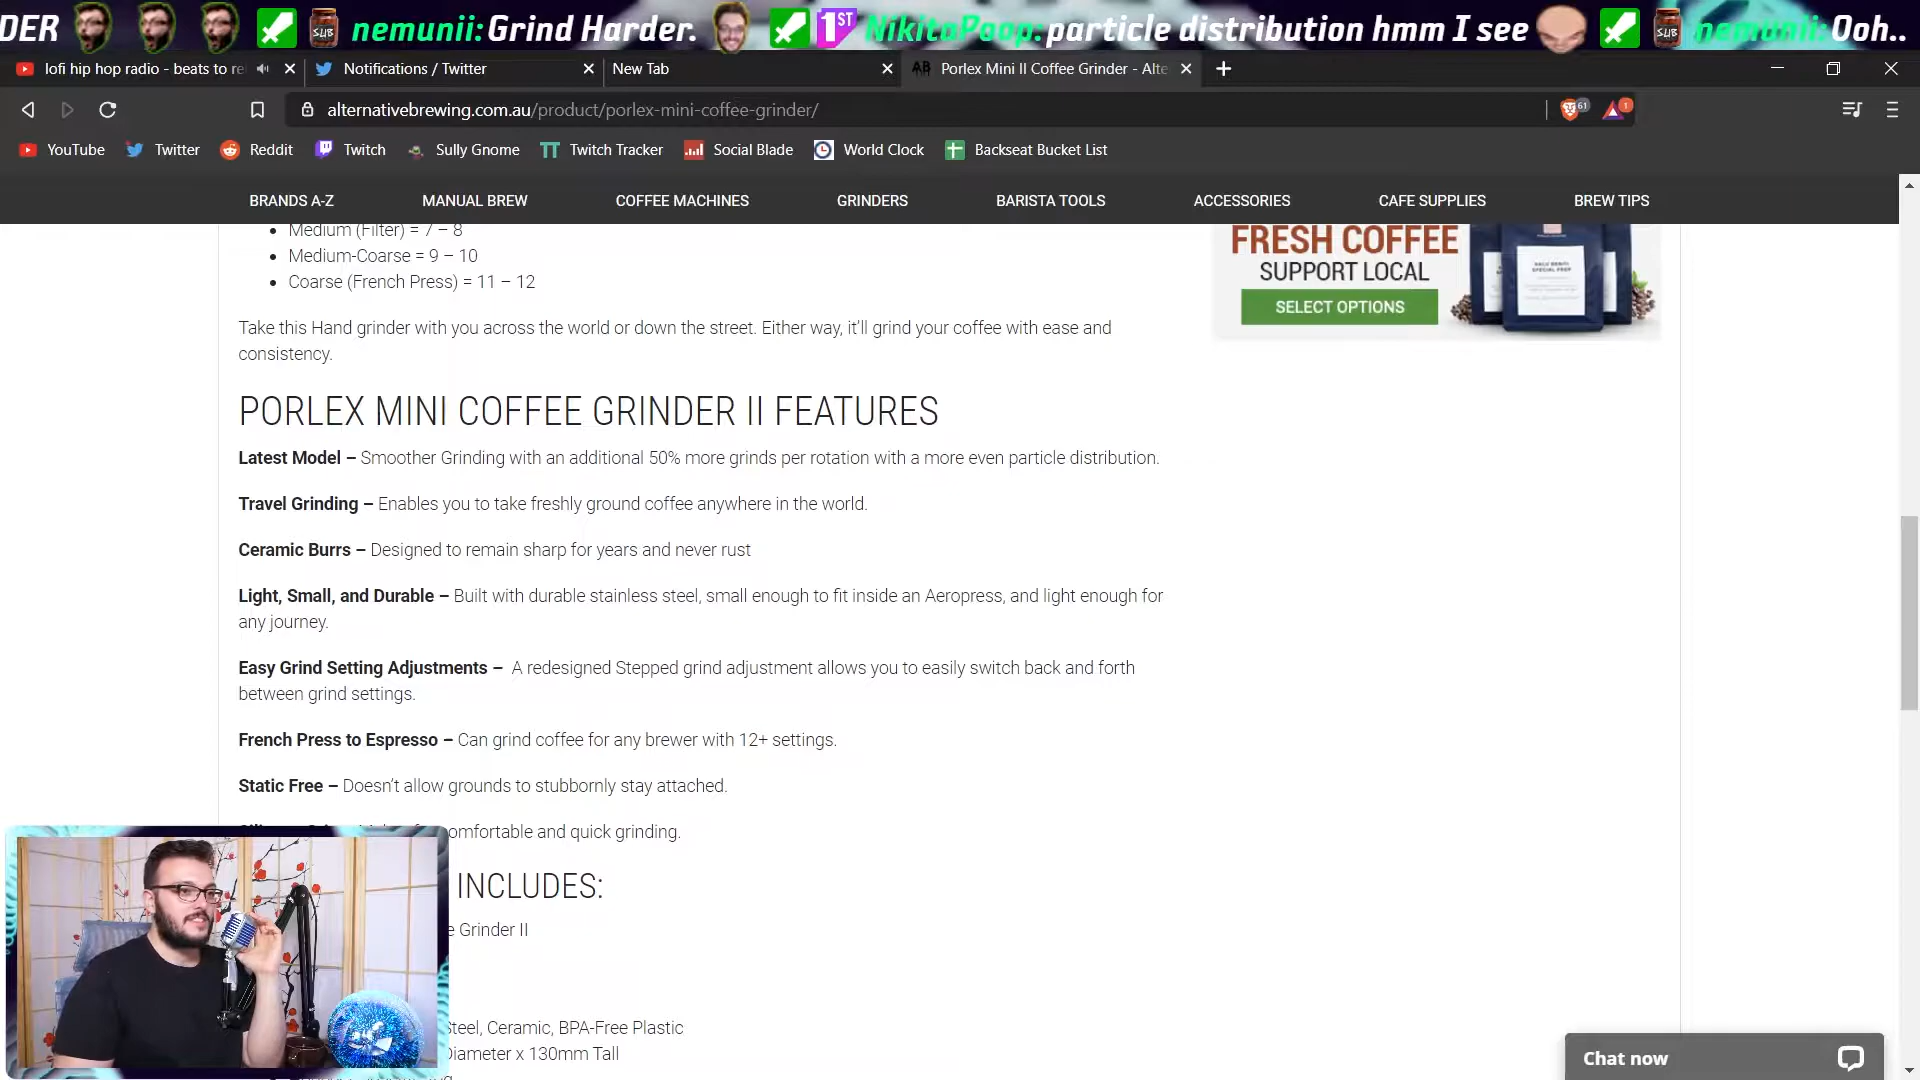 DER nemunii: Grind Harder. 1ST NikitoPoop: particle distribution hmm I see SUB nemunii: Ooh..
lofi hip hop radio - beats to re
Notifications / Twitter
New Tab
Porlex Mini II Coffee Grinder - Alte
alternativebrewing.com.au/product/porlex-mini-coffee-grinder/
61
1
YouTube Twitter Reddit Twitch Sully Gnome Twitch Tracker Social Blade World Clock Backseat Bucket List
BRANDS A-Z MANUAL BREW COFFEE MACHINES GRINDERS BARISTA TOOLS ACCESSORIES CAFE SUPPLIES BREW TIPS
Medium (Filter) = 7 – 8
Medium-Coarse = 9 – 10
Coarse (French Press) = 11 – 12
FRESH COFFEE
SUPPORT LOCAL
SELECT OPTIONS
Take this Hand grinder with you across the world or down the street. Either way, it'll grind your coffee with ease and
consistency.
PORLEX MINI COFFEE GRINDER II FEATURES
Latest Model – Smoother Grinding with an additional 50% more grinds per rotation with a more even particle distribution.
Travel Grinding – Enables you to take freshly ground coffee anywhere in the world.
Ceramic Burrs – Designed to remain sharp for years and never rust
Light, Small, and Durable – Built with durable stainless steel, small enough to fit inside an Aeropress, and light enough for
any journey.
Easy Grind Setting Adjustments – A redesigned Stepped grind adjustment allows you to easily switch back and forth
between grind settings.
French Press to Espresso – Can grind coffee for any brewer with 12+ settings.
Static Free – Doesn't allow grounds to stubbornly stay attached.
comfortable and quick grinding.
INCLUDES:
e Grinder II
Steel, Ceramic, BPA-Free Plastic
Diameter x 130mm Tall
Chat now